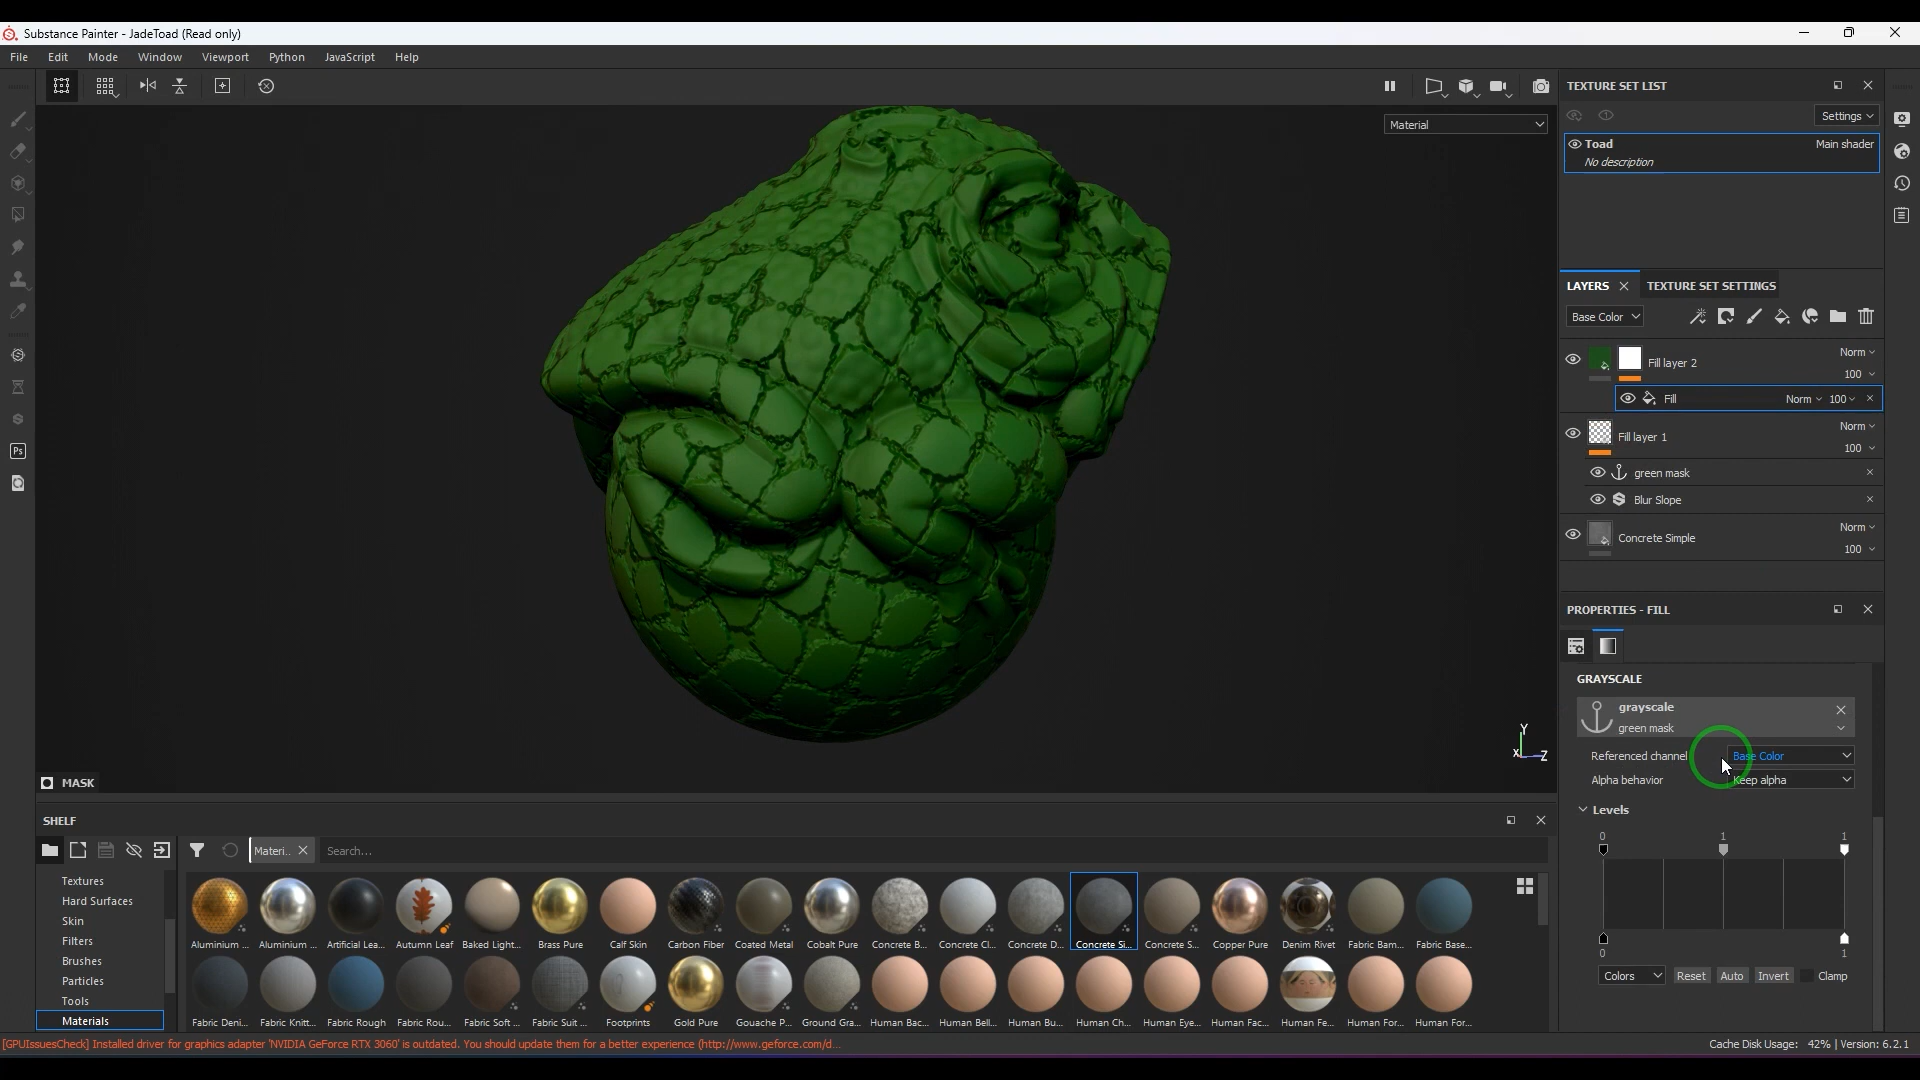 Substance Painter - JadeToad (Read only)
File Edit Mode Window Viewport Python JavaScript Help
TEXTURE SET LIST
Material
Settings
Toad Main shader
No description
LAYERS TEXTURE SET SETTINGS
Base Color
Norm
Fill layer 2
100
Fill Norm 100
Norm
Fill layer 1
100
green mask
Blur Slope
Norm
Concrete Simple
100
Ps
PROPERTIES - FILL
GRAYSCALE
grayscale
green mask
Referenced channel Base Color
Alpha behavior Keep alpha
Levels
0 1 1
0 1
Colors Reset Auto Invert Clamp
Y
X Z
MASK
SHELF
Materi.. Search...
Textures
Hard Surfaces
Skin
Filters
Brushes
Particles
Tools
Materials
Aluminium ... Aluminium ... Artificial Lea... Autumn Leaf Baked Light... Brass Pure Calf Skin Carbon Fiber Coated Metal Cobalt Pure Concrete B... Concrete Cl... Concrete D... Concrete Si... Concrete S... Copper Pure Denim Rivet Fabric Bam... Fabric Base...
Fabric Deni... Fabric Knitt... Fabric Rough Fabric Rou... Fabric Soft ... Fabric Suit ... Footprints Gold Pure Gouache P... Ground Gra... Human Bac... Human Bell... Human Bu... Human Ch... Human Eye... Human Fac... Human Fe... Human For... Human For...
[GPUIssuesCheck] Installed driver for graphics adapter 'NVIDIA GeForce RTX 3060' is outdated. You should update them for a better experience (http://www.geforce.com/d...
Cache Disk Usage: 42% | Version: 6.2.1